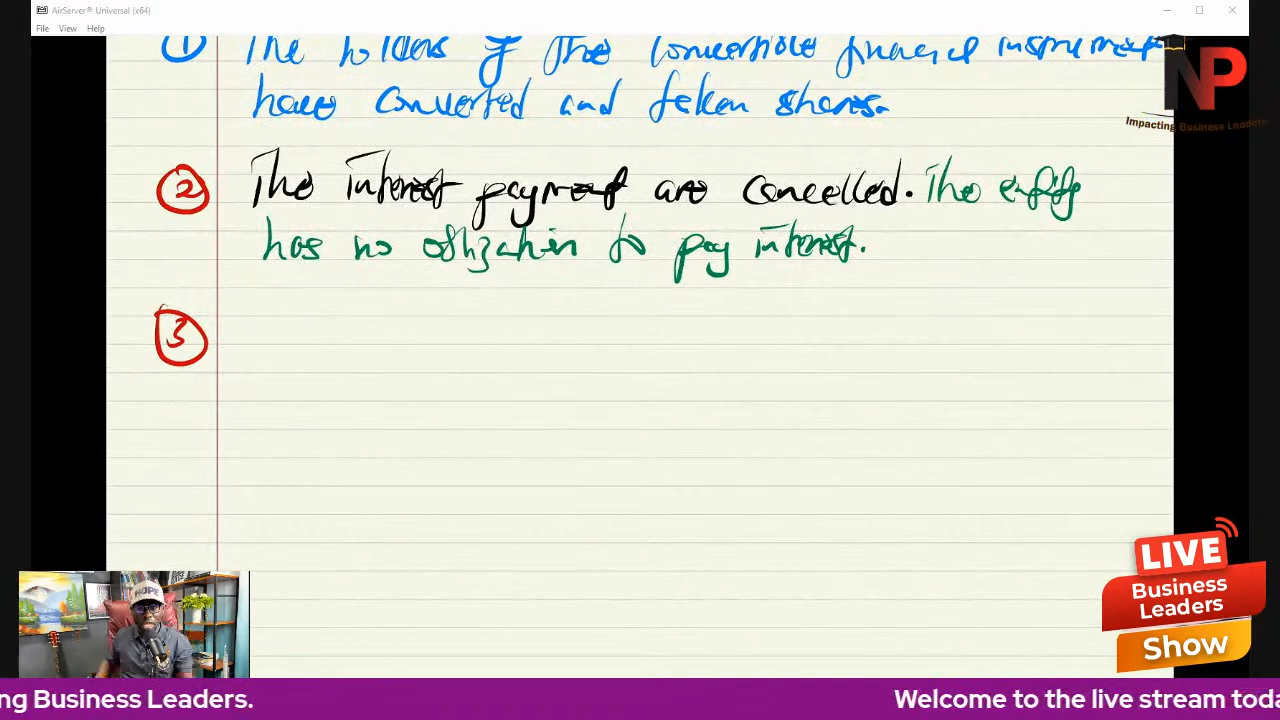 AirServer® Universal (x64)
File View Help
① The holders of the Convertible financial instrument
have converted and taken shares.
NP
Impacting Business Leaders
② The Interest payment are cancelled. The entity
has no obligation to pay interest.
③
HOPE
LIVE
Business
Leaders
Show
ng Business Leaders.
Welcome to the live stream toda